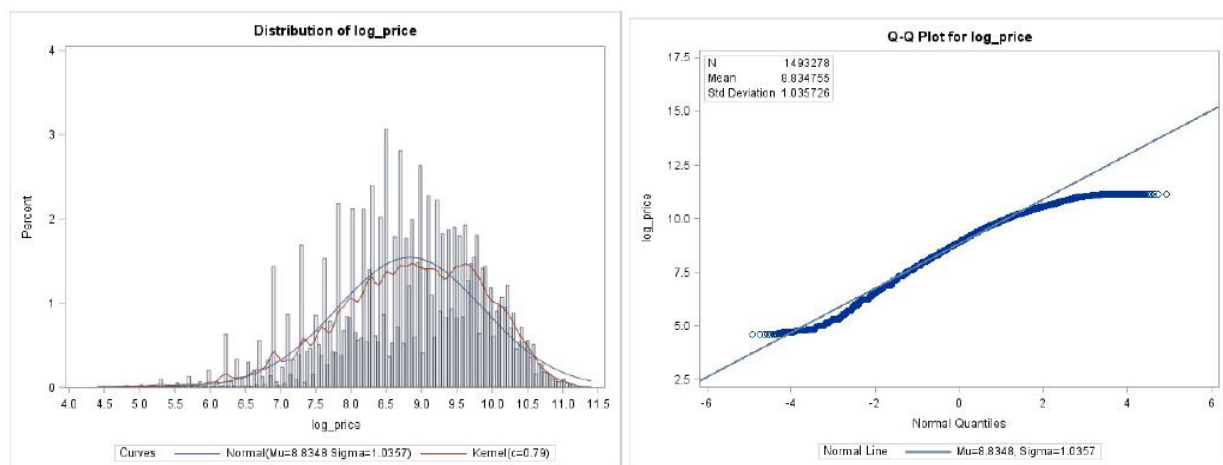 Distribution of log_price
4
3
2
1
0
Percent
4.0 4.5 5.0 5.5 6.0 6.5 7.0 7.5 8.0 8.5 9.0 9.5 10.0 10.5 11.0 11.5
log_price
Curves Normal(Mu=8.8348 Sigma=1.0357) Kernel(c=0.79)
Q-Q Plot for log_price
N 1493278
Mean 8.834755
Std Deviation 1.035726
17.5
15.0
12.5
10.0
7.5
5.0
2.5
log_price
-6 -4 -2 0 2 4 6
Normal Quantiles
Normal Line Mu=8.8348, Sigma=1.0357